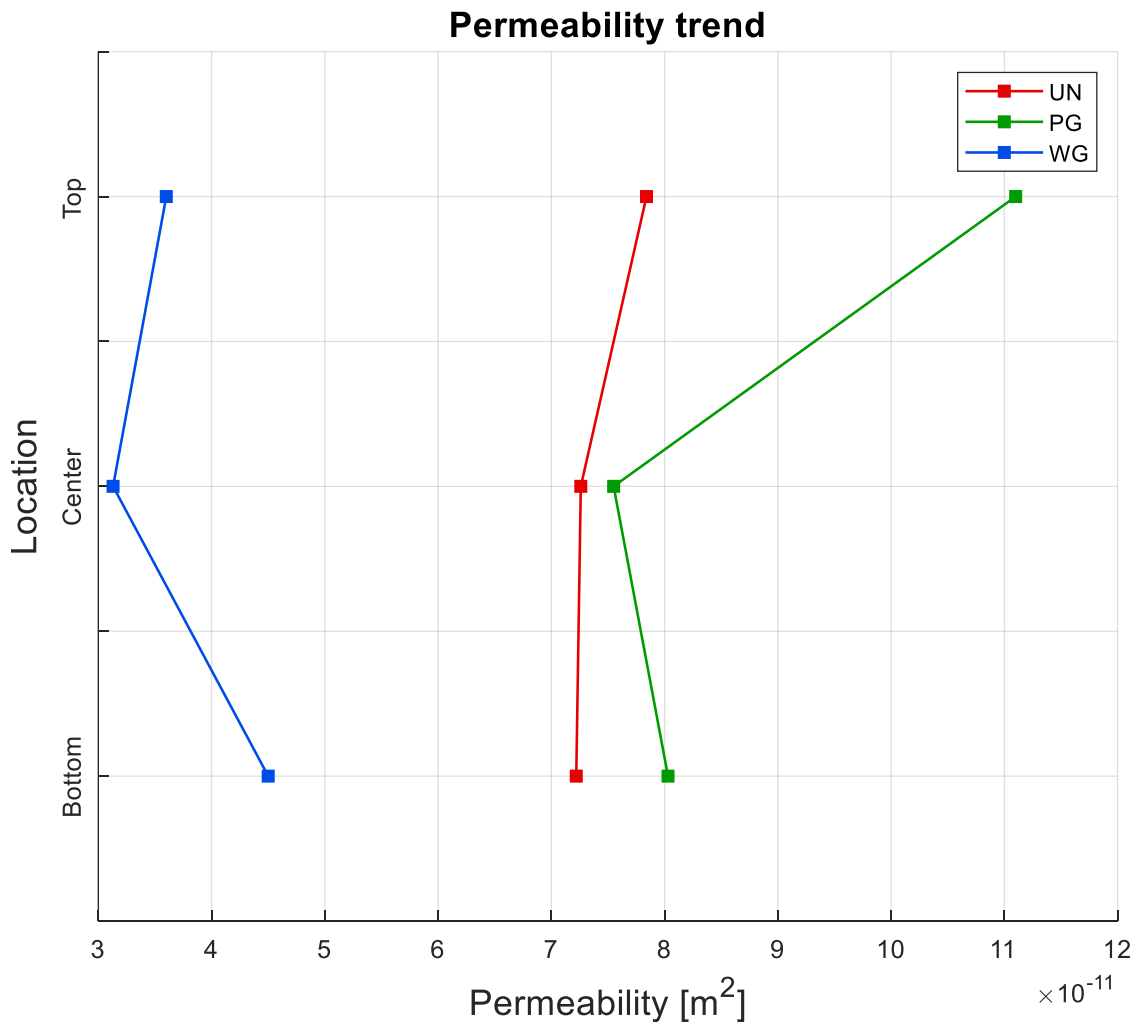 Permeability trend
UN
PG
WG
Top
Center
Bottom
Location
3 4 5 6 7 8 9 10 11 12
×10⁻¹¹
Permeability [m²]